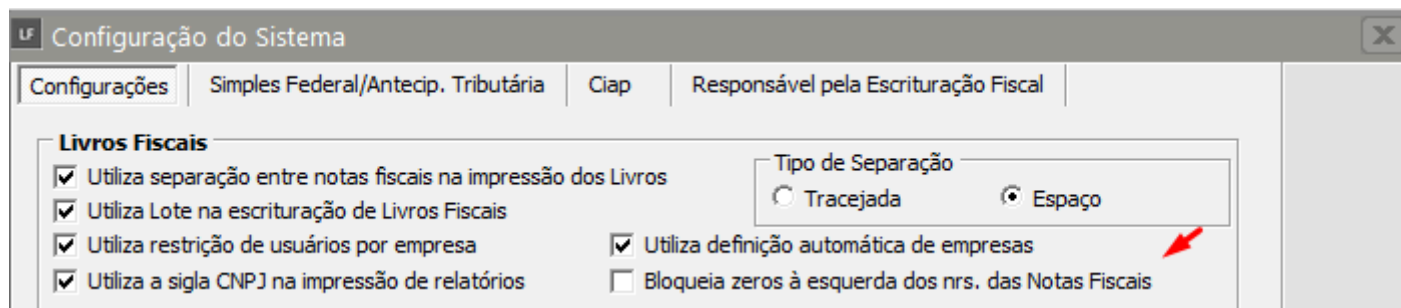 LF Configuração do Sistema
Configurações Simples Federal/Antecip. Tributária Ciap Responsável pela Escrituração Fiscal
Livros Fiscais
Utiliza separação entre notas fiscais na impressão dos Livros
Tipo de Separação
Tracejada Espaço
Utiliza Lote na escrituração de Livros Fiscais
Utiliza restrição de usuários por empresa Utiliza definição automática de empresas
Utiliza a sigla CNPJ na impressão de relatórios Bloqueia zeros à esquerda dos nrs. das Notas Fiscais